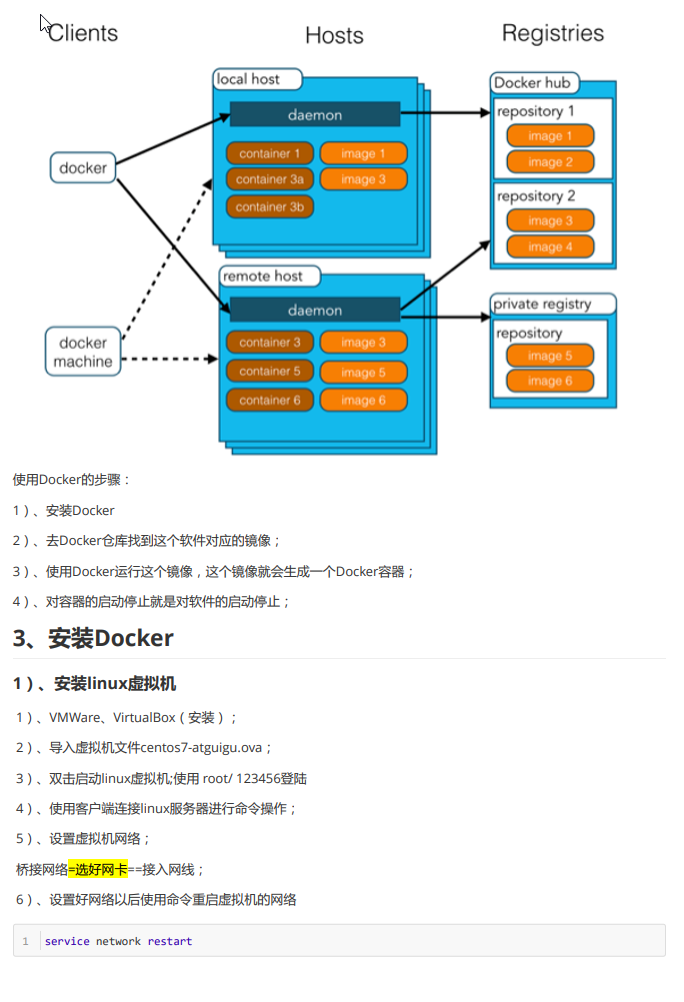 Clients
Hosts
Registries
local host
daemon
container 1
image 1
container 3a
image 3
container 3b
docker
docker
machine
remote host
daemon
container 3
image 3
container 5
image 5
container 6
image 6
Docker hub
repository 1
image 1
image 2
repository 2
image 3
image 4
private registry
repository
image 5
image 6
使用Docker的步骤：
1）、安装Docker
2）、去Docker仓库找到这个软件对应的镜像；
3）、使用Docker运行这个镜像，这个镜像就会生成一个Docker容器；
4）、对容器的启动停止就是对软件的启动停止；
3、安装Docker
1）、安装linux虚拟机
1）、VMWare、VirtualBox（安装）；
2）、导入虚拟机文件centos7-atguigu.ova；
3）、双击启动linux虚拟机;使用 root/ 123456登陆
4）、使用客户端连接linux服务器进行命令操作；
5）、设置虚拟机网络；
桥接网络=选好网卡==接入网线；
6）、设置好网络以后使用命令重启虚拟机的网络
1 service network restart